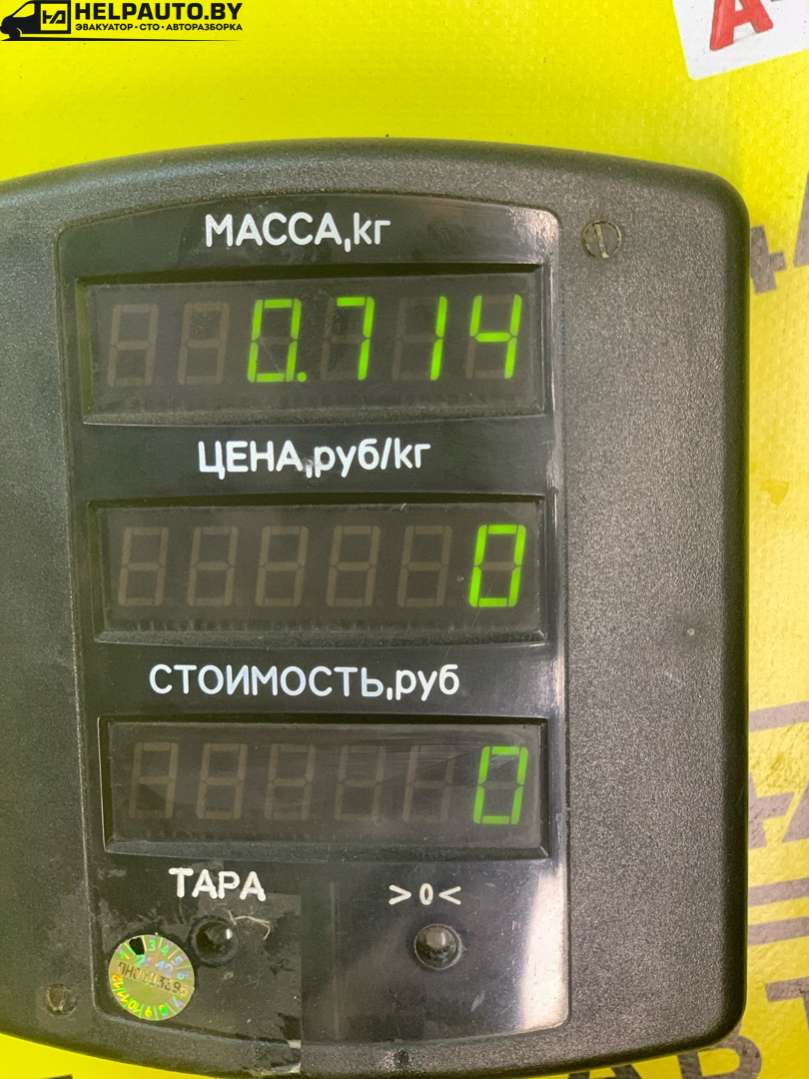 HELPAUTO.BY
ЭВАКУАТОР • СТО • АВТОРАЗБОРКА
МАССА,кг
0.714
ЦЕНА,руб/кг
0
СТОИМОСТЬ,руб
0
ТАРА
>0<